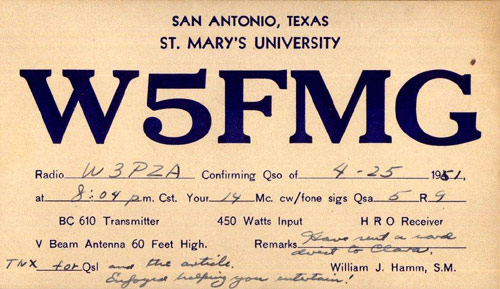 SAN ANTONIO, TEXAS
ST. MARY'S UNIVERSITY
W5FMG
Radio W3PZA Confirming Qso of 4-25 1951,
at 8:04 p.m. Cst. Your 14 Mc. cw/fone sigs Qsa 5 R 9
BC 610 Transmitter 450 Watts Input H R O Receiver
V Beam Antenna 60 Feet High. Remarks Have sent a card
to Clara.
TNX for Qsl and the article. William J. Hamm, S.M.
Enjoyed helping you entertain!